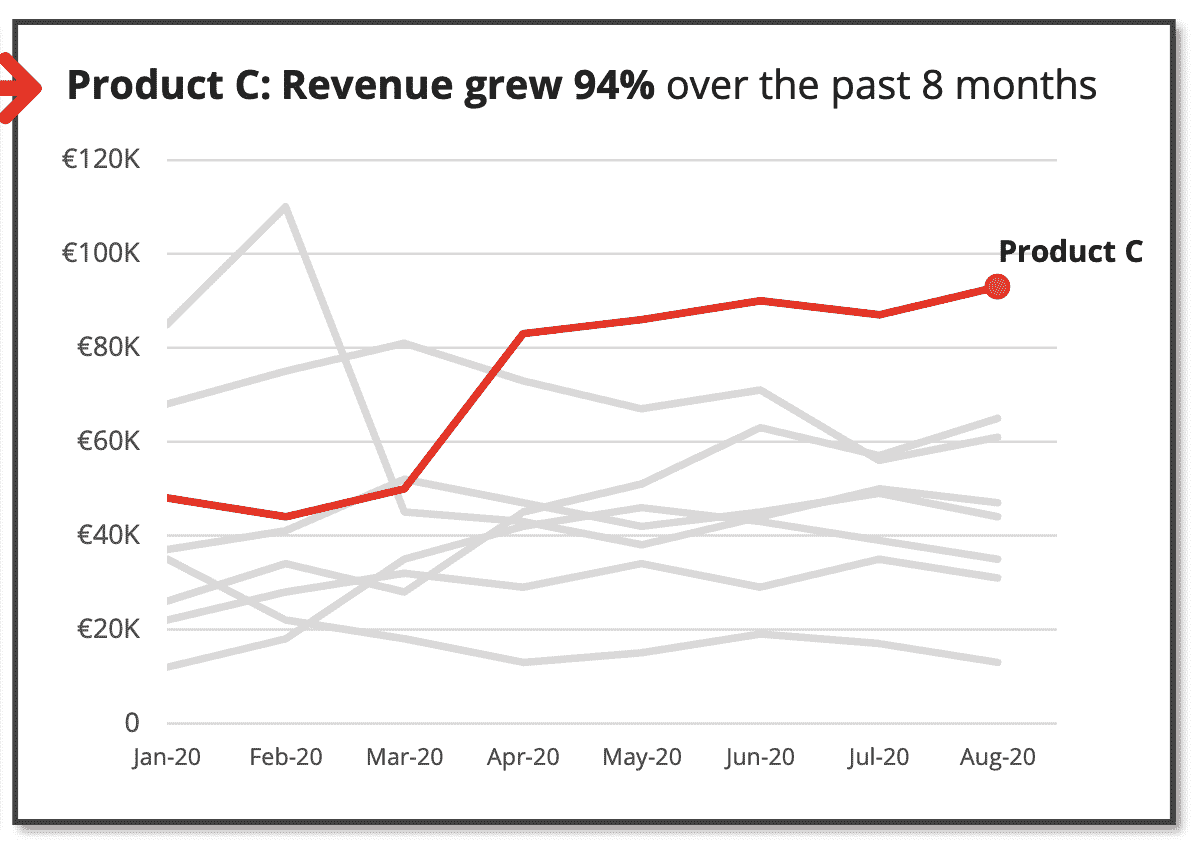 Product C: Revenue grew 94% over the past 8 months
€120K
€100K
Product C
€80K
€60K
€40K
€20K
0
Jan-20 Feb-20 Mar-20 Apr-20 May-20 Jun-20 Jul-20 Aug-20